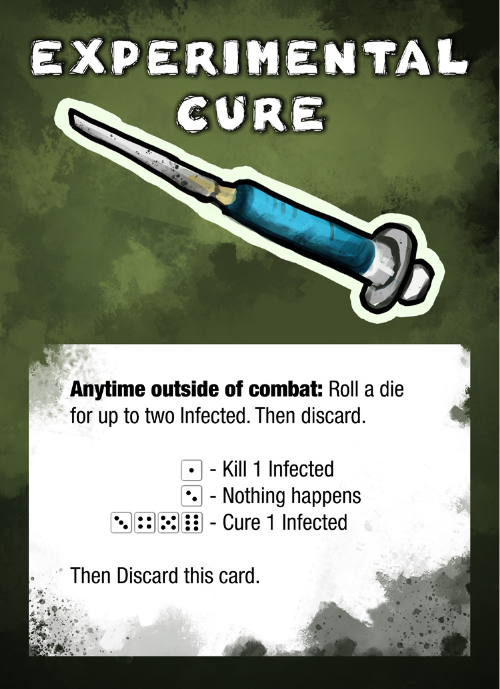 EXPERIMENTAL
CURE
Anytime outside of combat: Roll a die
for up to two Infected. Then discard.
- Kill 1 Infected
- Nothing happens
- Cure 1 Infected
Then Discard this card.